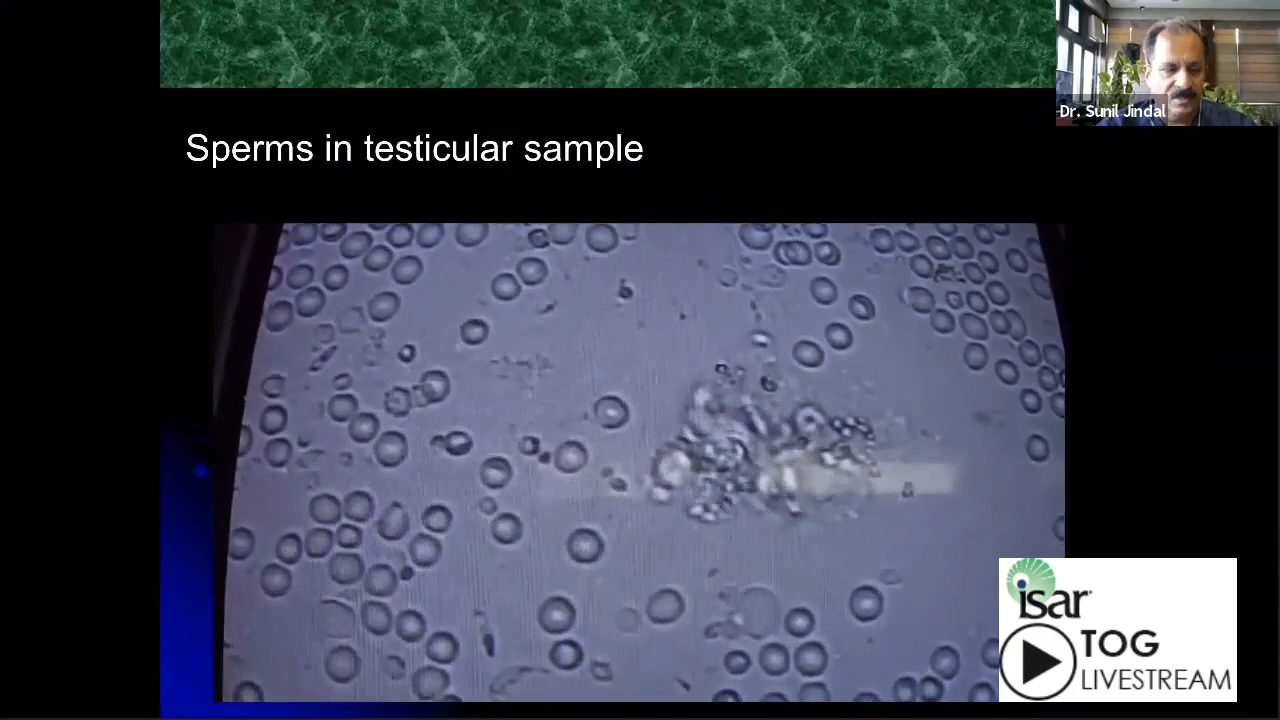 Dr. Sunil Jindal
Sperms in testicular sample
isar
TOG
LIVESTREAM